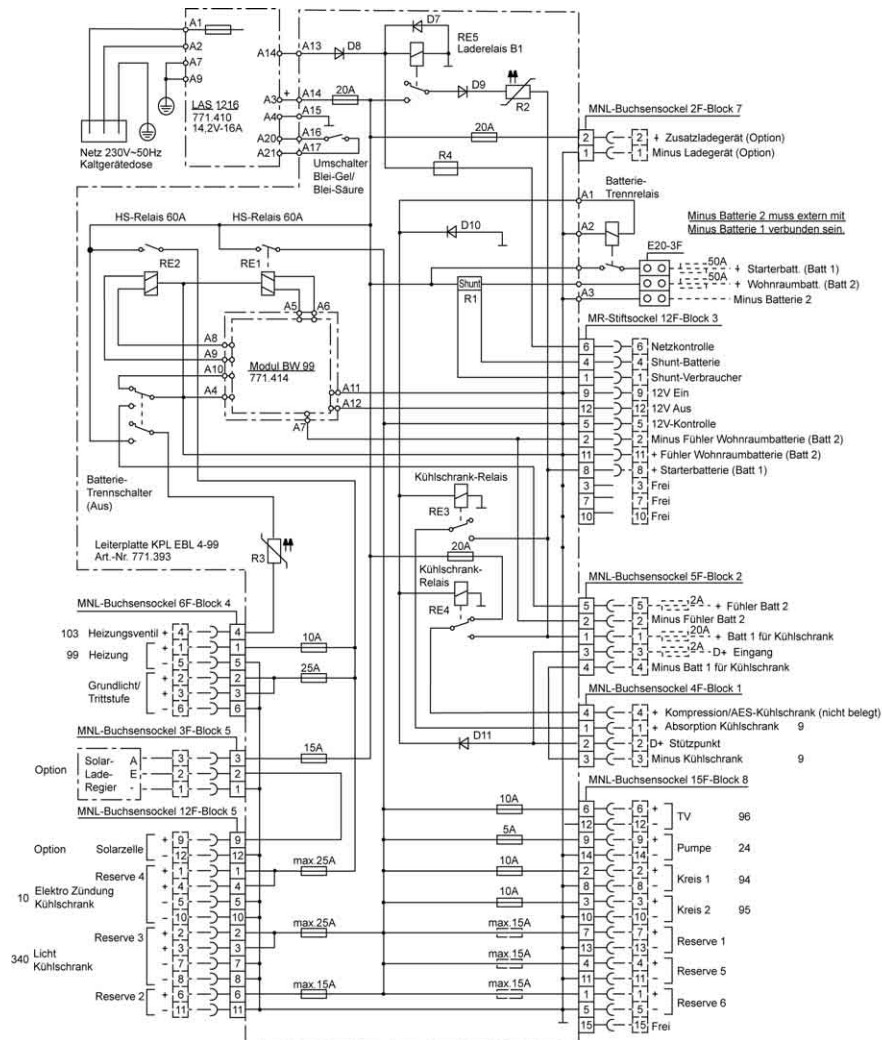 A1
A2
A7
A9
A14
A3 +
A4
A20
A21
LAS 1216
771.410
14,2V-16A
Netz 230V~50Hz
Kaltgerätedose
A13
A14
A15
A16
A17
D8
20A
Umschalter
Blei-Gel/
Blei-Säure
D7
RE5
Laderelais B1
D9
R2
20A
R4
MNL-Buchsensockel 2F-Block 7
2 2 + Zusatzladegerät (Option)
1 1 Minus Ladegerät (Option)
Batterie-
Trennrelais
A1
A2
A3
Minus Batterie 2 muss extern mit
Minus Batterie 1 verbunden sein.
E20-3F
50A + Starterbatt. (Batt 1)
50A + Wohnraumbatt. (Batt 2)
Minus Batterie 2
D10
Shunt
R1
HS-Relais 60A
HS-Relais 60A
RE2
RE1
A5
A6
A8
A9
A10
A4
Modul BW 99
771.414
A11
A12
A7
Batterie-
Trennschalter
(Aus)
Leiterplatte KPL EBL 4-99
Art.-Nr. 771.393
R3
MR-Stiftsockel 12F-Block 3
6 6 Netzkontrolle
4 4 Shunt-Batterie
1 1 Shunt-Verbraucher
9 9 12V Ein
12 12 12V Aus
5 5 12V-Kontrolle
2 2 Minus Fühler Wohnraumbatterie (Batt 2)
11 11 + Fühler Wohnraumbatterie (Batt 2)
8 8 + Starterbatterie (Batt 1)
3 3 Frei
7 7 Frei
10 10 Frei
Kühlschrank-Relais
RE3
20A
Kühlschrank-
Relais
RE4
D11
MNL-Buchsensockel 5F-Block 2
5 5 2A + Fühler Batt 2
2 2 Minus Fühler Batt 2
1 1 20A + Batt 1 für Kühlschrank
3 3 2A D+ Eingang
4 4 Minus Batt 1 für Kühlschrank
MNL-Buchsensockel 4F-Block 1
4 4 + Kompression/AES-Kühlschrank (nicht belegt)
1 1 + Absorption Kühlschrank 9
2 2 D+ Stützpunkt
3 3 Minus Kühlschrank 9
MNL-Buchsensockel 6F-Block 4
103 Heizungsventil + 4 4
99 Heizung + 1 1 10A
− 5 5
Grundlicht/
Trittstufe
+ 2 2 25A
+ 3 3
− 6 6
MNL-Buchsensockel 3F-Block 5
Option
Solar- A 3 3 15A
Lade- E 2 2
Regier - 1 1
MNL-Buchsensockel 12F-Block 5
Option Solarzelle + 9 9
− 12 12
Reserve 4 + 1 1 max.25A
+ 4 4
10 Elektro Zündung
Kühlschrank
− 5 5
− 10 10
Reserve 3 + 2 2 max.25A
+ 3 3
340 Licht
Kühlschrank
− 7 7
− 8 8
Reserve 2 + 6 6 max.15A
− 11 11
MNL-Buchsensockel 15F-Block 8
10A 6 6 + TV 96
12 12 −
5A 9 9 + Pumpe 24
14 14 −
10A 2 2 + Kreis 1 94
8 8 −
10A 3 3 + Kreis 2 95
10 10 −
max.15A 7 7 + Reserve 1
13 13 −
max.15A 4 4 + Reserve 5
11 11 −
max.15A 1 1 + Reserve 6
5 5 −
15 15 Frei